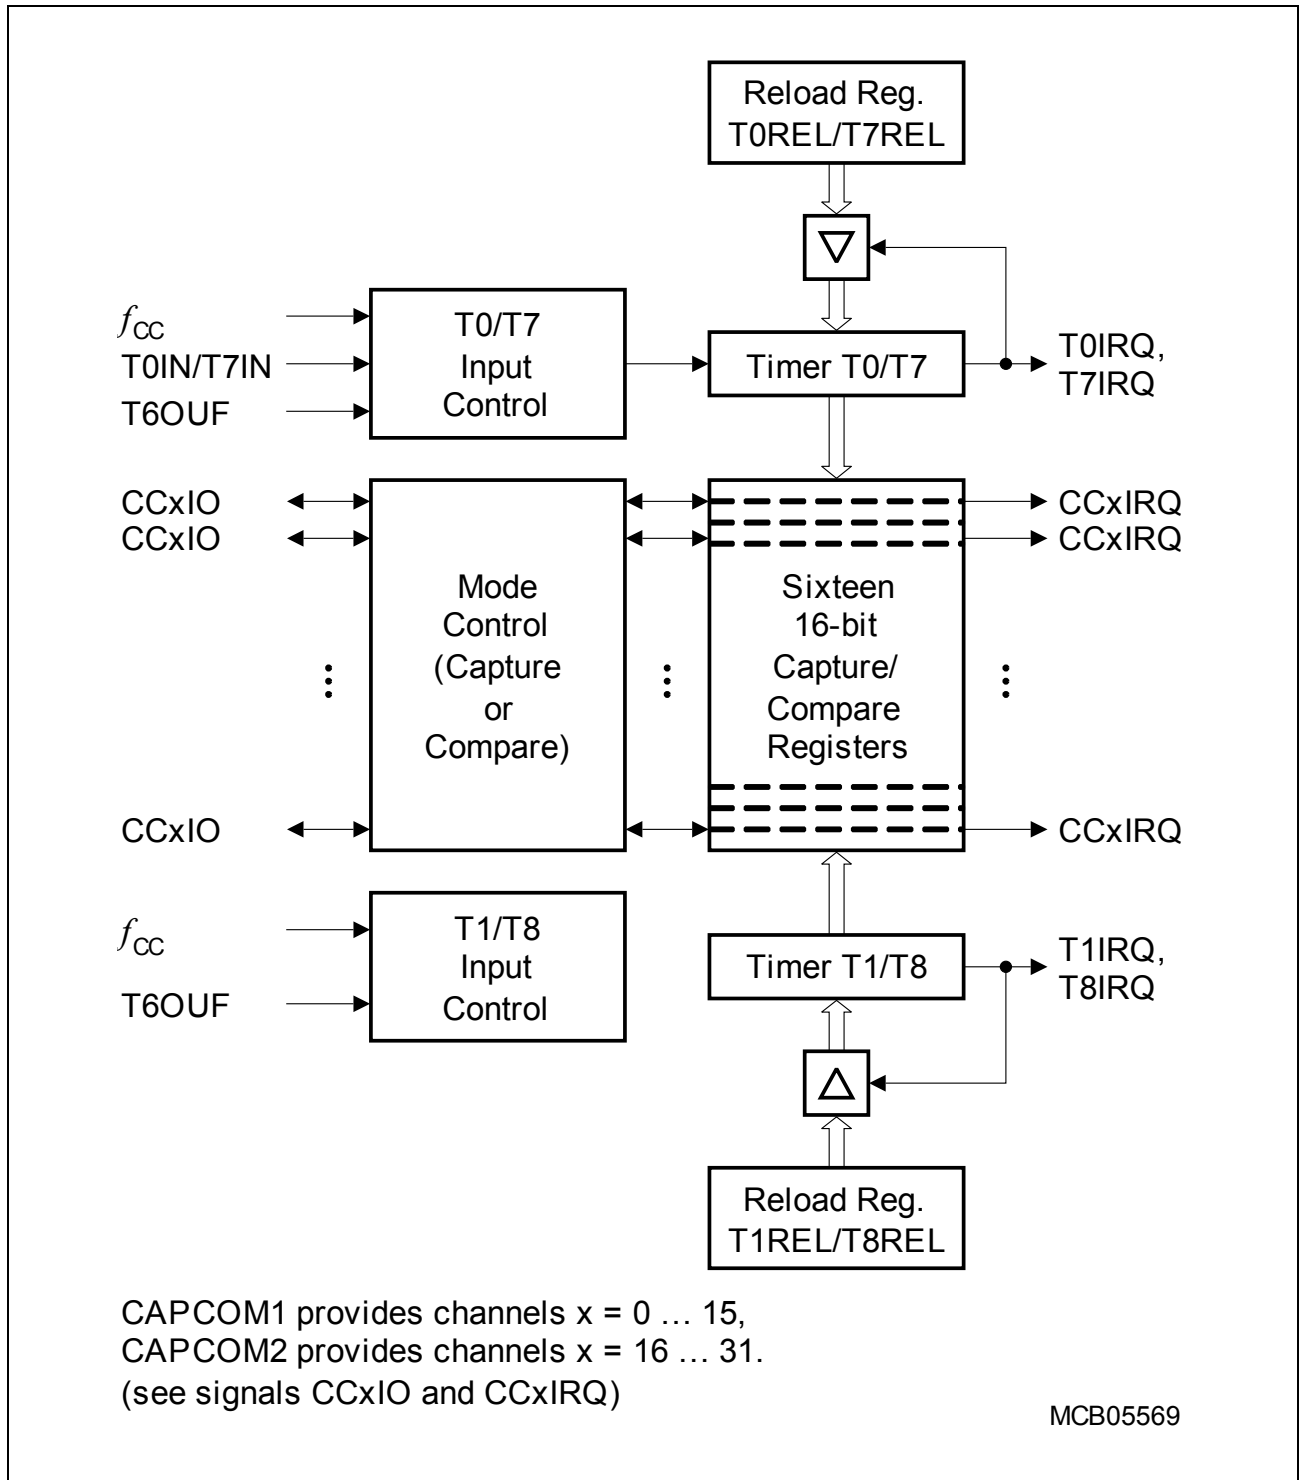 Reload Reg.
T0REL/T7REL
f CC
T0IN/T7IN
T6OUF
T0/T7
Input
Control
Timer T0/T7
T0IRQ,
T7IRQ
CCxIO
CCxIO
CCxIO
Mode
Control
(Capture
or
Compare)
Sixteen
16-bit
Capture/
Compare
Registers
CCxIRQ
CCxIRQ
CCxIRQ
f CC
T6OUF
T1/T8
Input
Control
Timer T1/T8
T1IRQ,
T8IRQ
Reload Reg.
T1REL/T8REL
CAPCOM1 provides channels x = 0 … 15,
CAPCOM2 provides channels x = 16 … 31.
(see signals CCxIO and CCxIRQ)
MCB05569